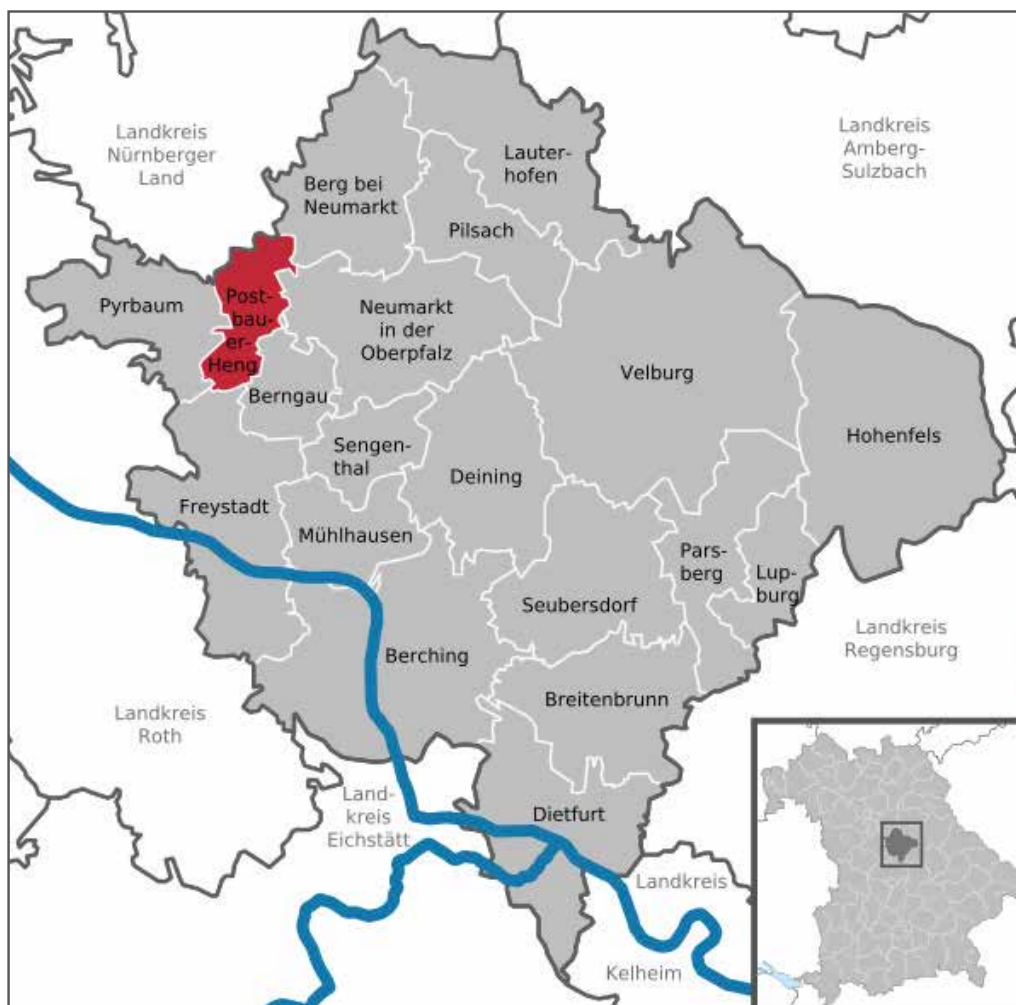 Landkreis
Nürnberger
Land
Landkreis
Amberg-
Sulzbach
Lauter-
hofen
Berg bei
Neumarkt
Pilsach
Pyrbaum
Post-
bau-
er-
Heng
Neumarkt
in der
Oberpfalz
Velburg
Berngau
Hohenfels
Sengen-
thal
Deining
Freystadt
Mühlhausen
Pars-
berg
Lup-
burg
Seubersdorf
Berching
Landkreis
Regensburg
Breitenbrunn
Landkreis
Roth
Land-
kreis
Eichstätt
Dietfurt
Landkreis
Kelheim